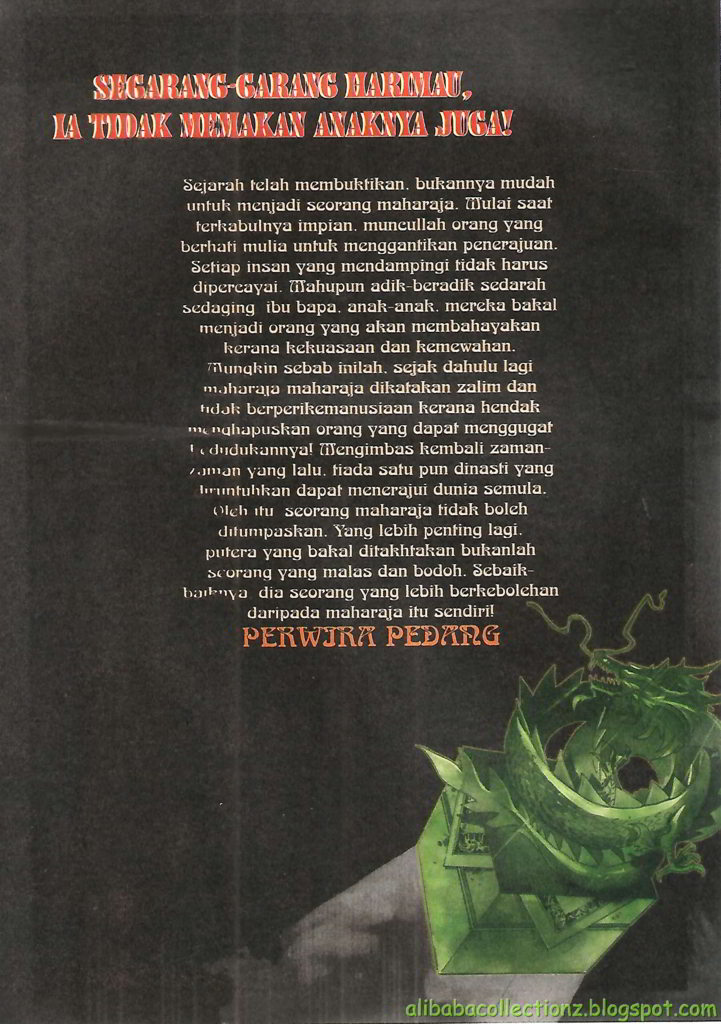 SEGARANG-GARANG HARIMAU,
IA TIDAK MEMAKAN ANAKNYA JUGA!
Sejarah telah membuktikan, bukannya mudah
untuk menjadi seorang maharaja. Mulai saat
terkabulnya impian, muncullah orang yang
berhati mulia untuk menggantikan penerajuan.
Setiap insan yang mendampingi tidak harus
dipercayai. Mahupun adik-beradik sedarah
sedaging, ibu bapa, anak-anak, mereka bakal
menjadi orang yang akan membahayakan
kerana kekuasaan dan kemewahan.
Mungkin sebab inilah, sejak dahulu lagi
maharaja maharaja dikatakan zalim dan
tidak berperikemanusiaan kerana hendak
menghapuskan orang yang dapat menggugat
kedudukannya! Mengimbas kembali zaman-
zaman yang lalu, tiada satu pun dinasti yang
diruntuhkan dapat menerajui dunia semula.
Oleh itu, seorang maharaja tidak boleh
ditumpaskan. Yang lebih penting lagi,
putera yang bakal ditakhtakan bukanlah
seorang yang malas dan bodoh. Sebaik-
baiknya, dia seorang yang lebih berkebolehan
daripada maharaja itu sendiri!
PERWIRA PEDANG
alibabacollectionz.blogspot.com